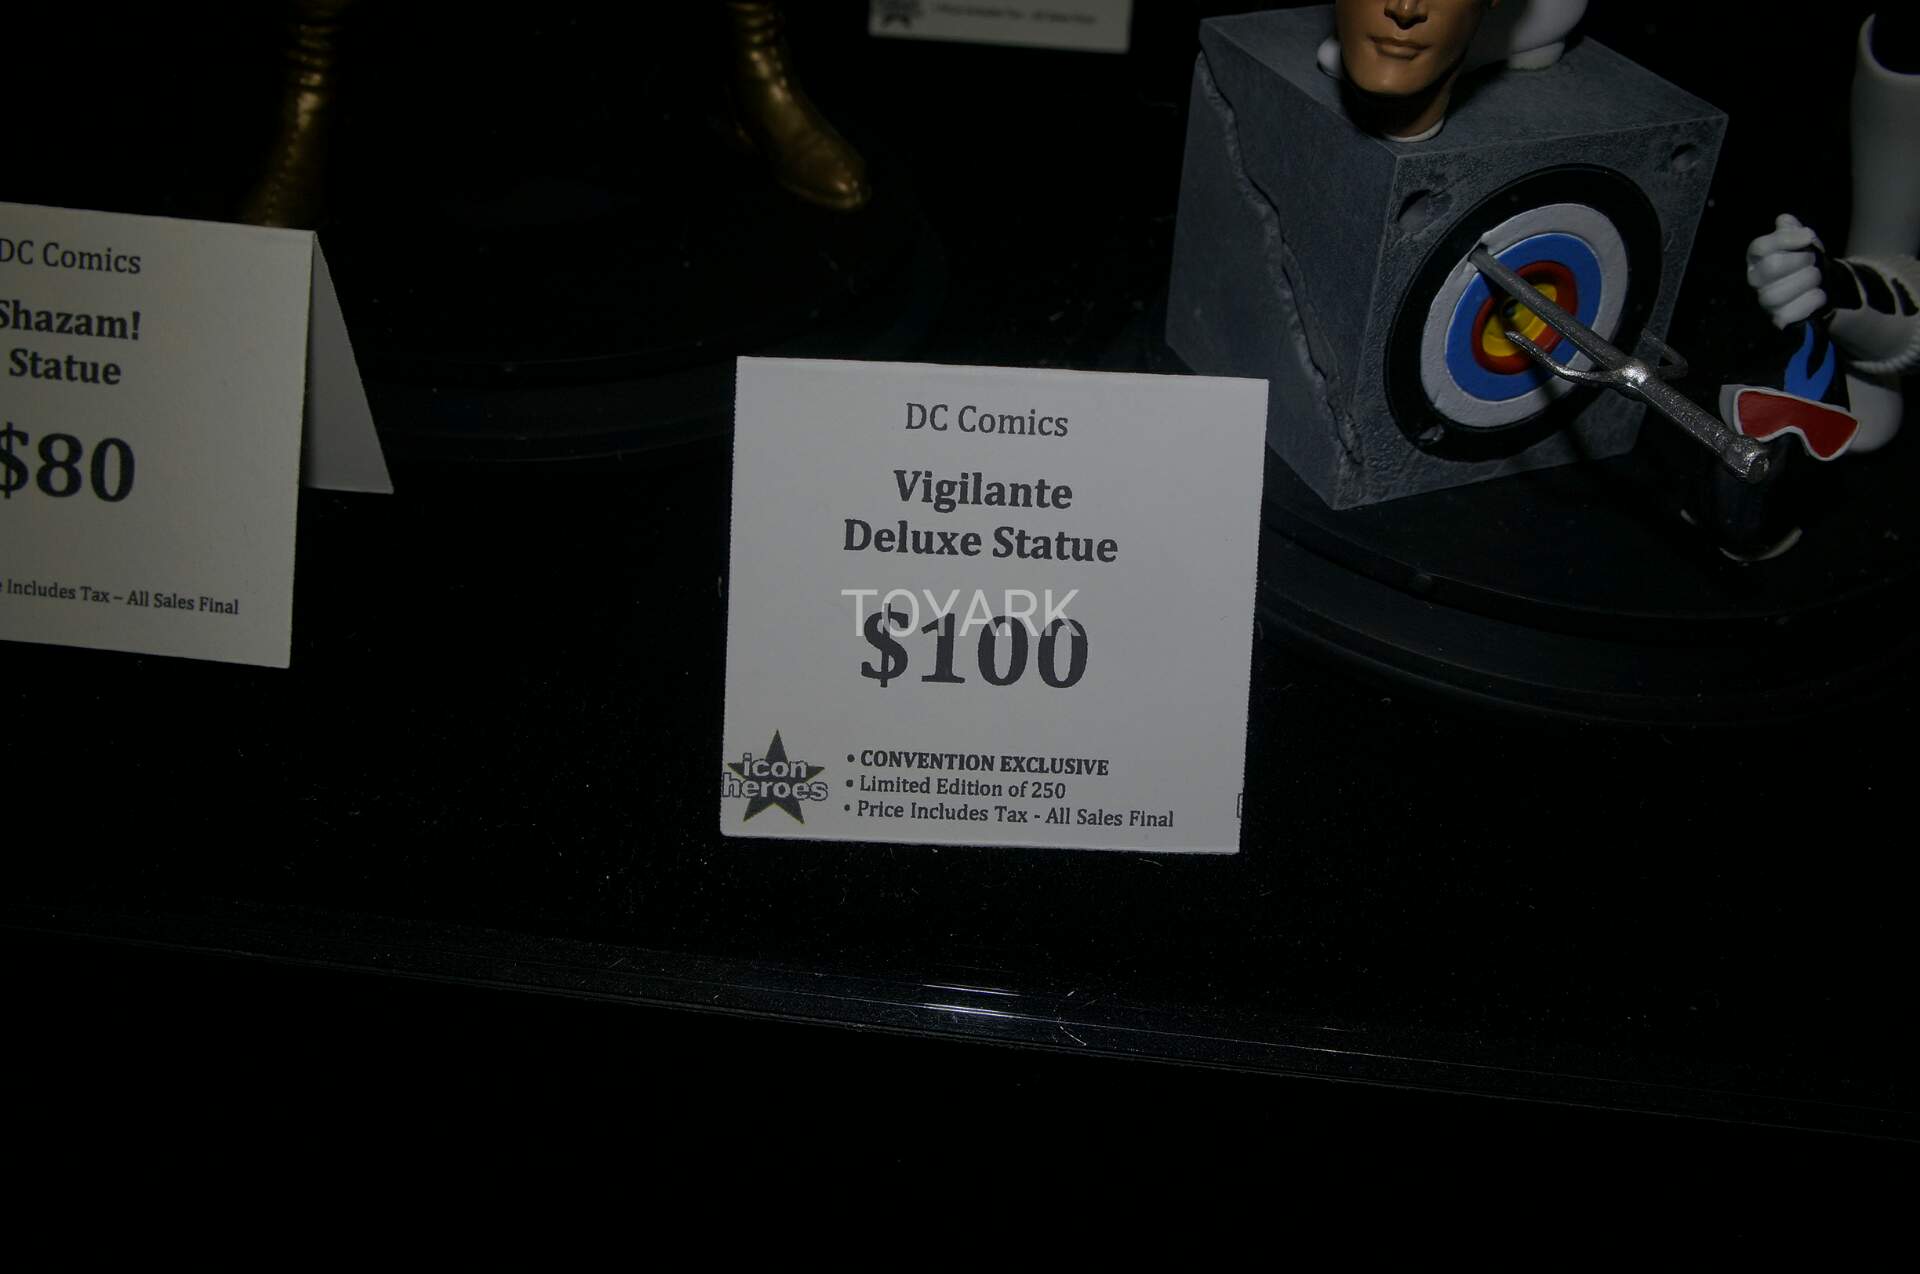 DC Comics
Shazam!
Statue
$80
Includes Tax – All Sales Final
DC Comics
Vigilante
Deluxe Statue
TOYARK
$100
icon
heroes
• CONVENTION EXCLUSIVE
• Limited Edition of 250
• Price Includes Tax - All Sales Final